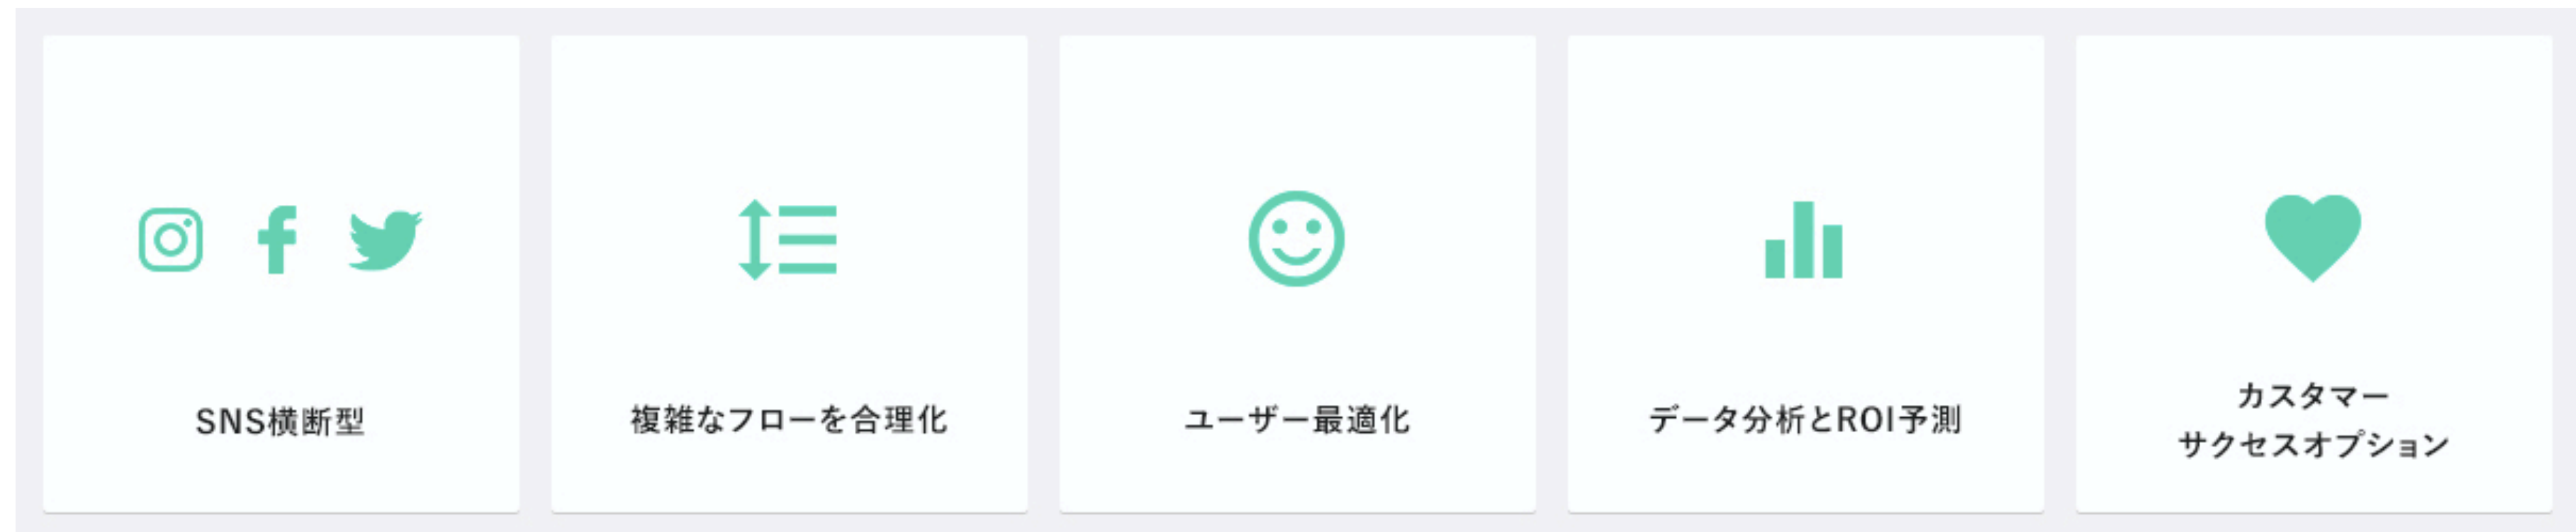 SNS横断型
複雑なフローを合理化
ユーザー最適化
データ分析とROI予測
カスタマー
サクセスオプション